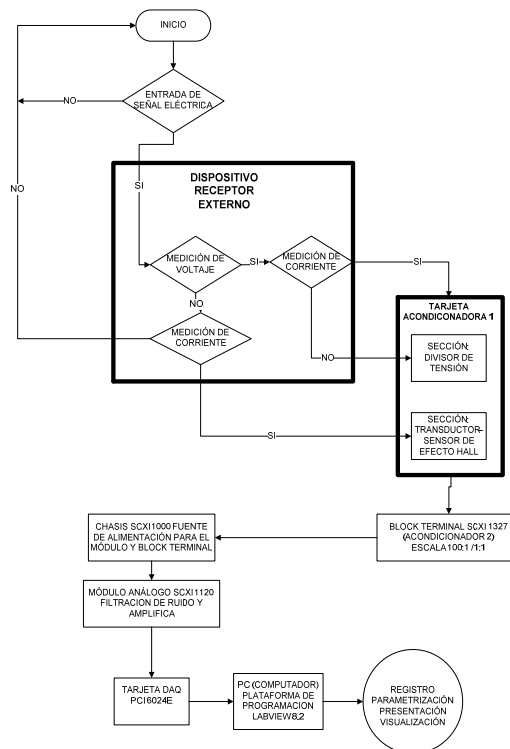 INICIO
ENTRADA DE
SEÑAL ELÉCTRICA
NO
SI
NO
DISPOSITIVO
RECEPTOR
EXTERNO
MEDICIÓN DE
VOLTAJE
SI
MEDICIÓN DE
CORRIENTE
SI
NO
MEDICIÓN DE
CORRIENTE
NO
SI
TARJETA
ACONDICONADORA 1
SECCIÓN:
DIVISOR DE
TENSIÓN
SECCIÓN:
TRANSDUCTOR-
SENSOR DE
EFECTO HALL
CHASIS SCXI1000 FUENTE
DE ALIMENTACIÓN PARA EL
MÓDULO Y BLOCK TERMINAL
BLOCK TERMINAL SCXI 1327
(ACONDICIONADOR 2)
ESCALA 100:1 /1:1
MÓDULO ANÁLOGO SCXI1120
FILTRACION DE RUIDO Y
AMPLIFICA
TARJETA DAQ
PCI6024E
PC (COMPUTADOR)
PLATAFORMA DE
PROGRAMACION
LABVIEW8,2
REGISTRO
PARAMETRIZACIÓN
PRESENTACIÓN
VISUALIZACIÓN